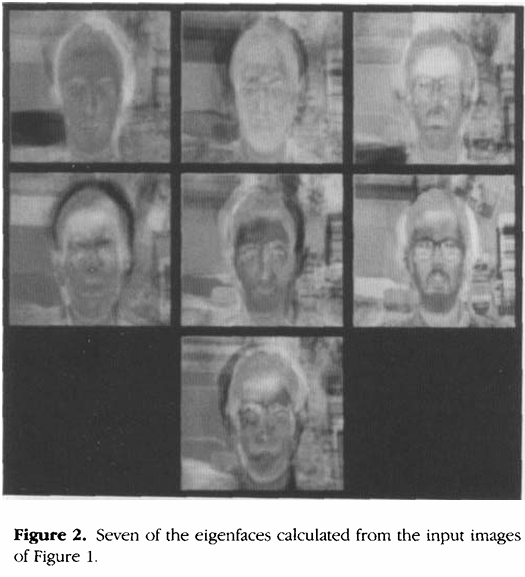 Figure 2. Seven of the eigenfaces calculated from the input images
of Figure 1.